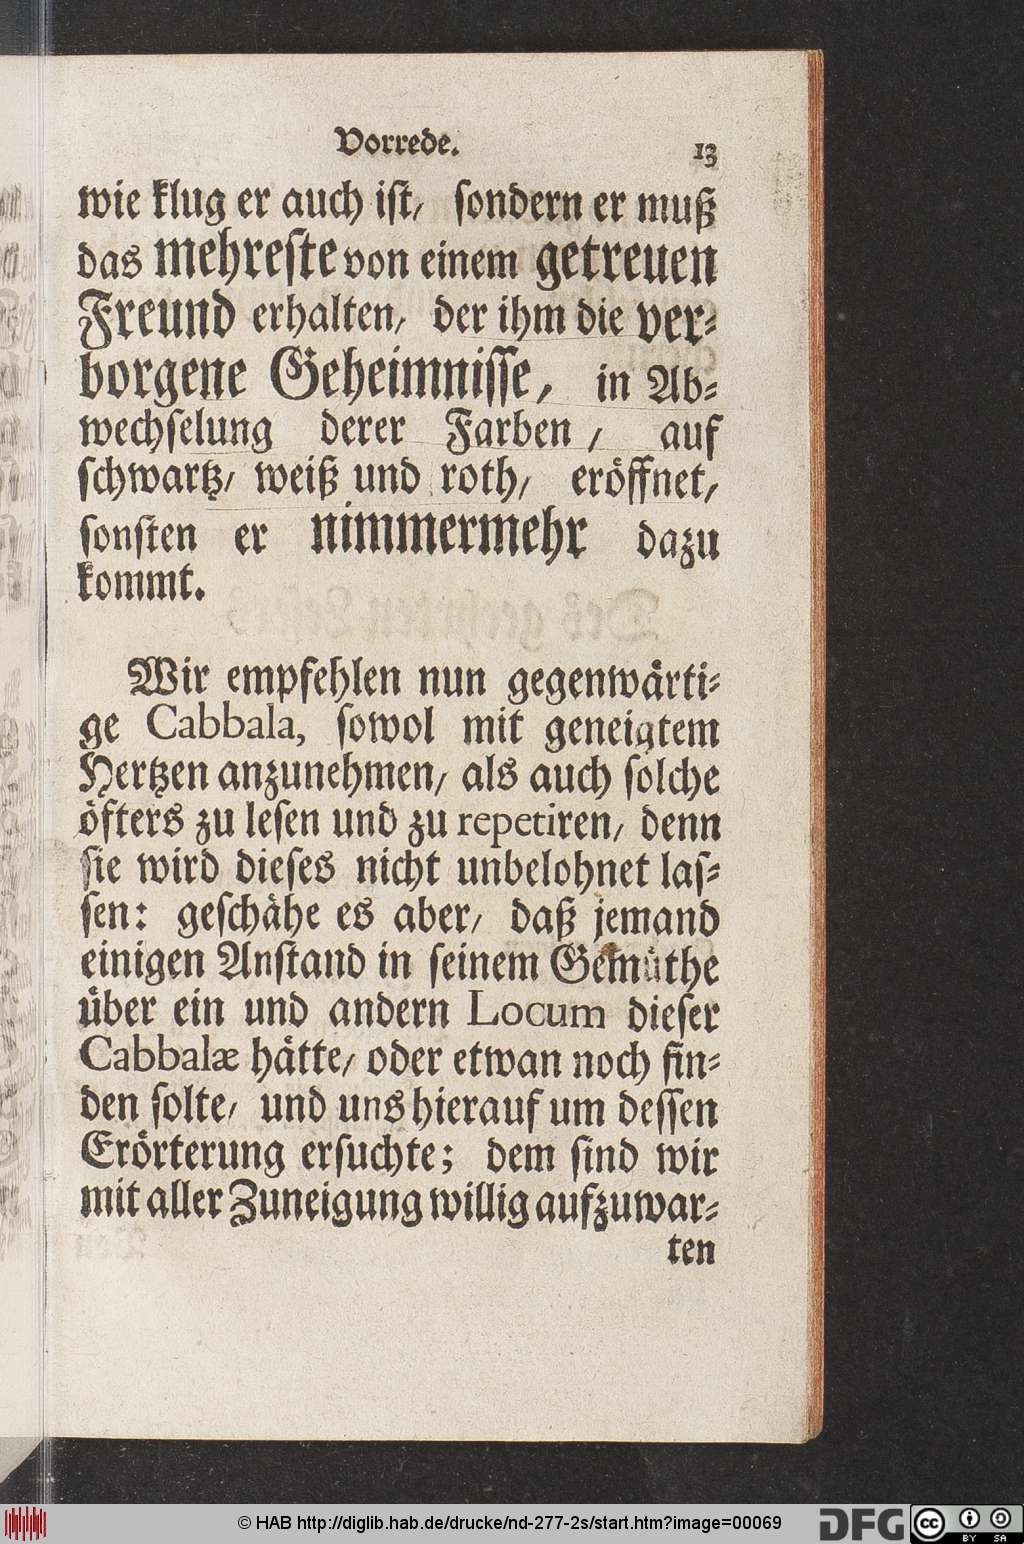 Vorrede. 13
wie klug er auch ist/ sondern er muß
das mehreste von einem getreuen
Freund erhalten/ der ihm die ver-
borgene Geheimnisse, in Ab-
wechselung derer Farben, auf
schwartz/ weiß und roth/ eröffnet/
sonsten er nimmermehr dazu
kommt.
Wir empfehlen nun gegenwärti-
ge Cabbala, sowol mit geneigtem
Hertzen anzunehmen/ als auch solche
öfters zu lesen und zu repetiren/ denn
sie wird dieses nicht unbelohnet las-
sen: geschähe es aber/ daß jemand
einigen Anstand in seinem Gemüthe
über ein und andern Locum dieser
Cabbalæ hätte/ oder etwan noch fin-
den solte/ und uns hierauf um dessen
Erörterung ersuchte; dem sind wir
mit aller Zuneigung willig aufzuwar-
ten
© HAB http://diglib.hab.de/drucke/nd-277-2s/start.htm?image=00069
DFG
cc BY SA